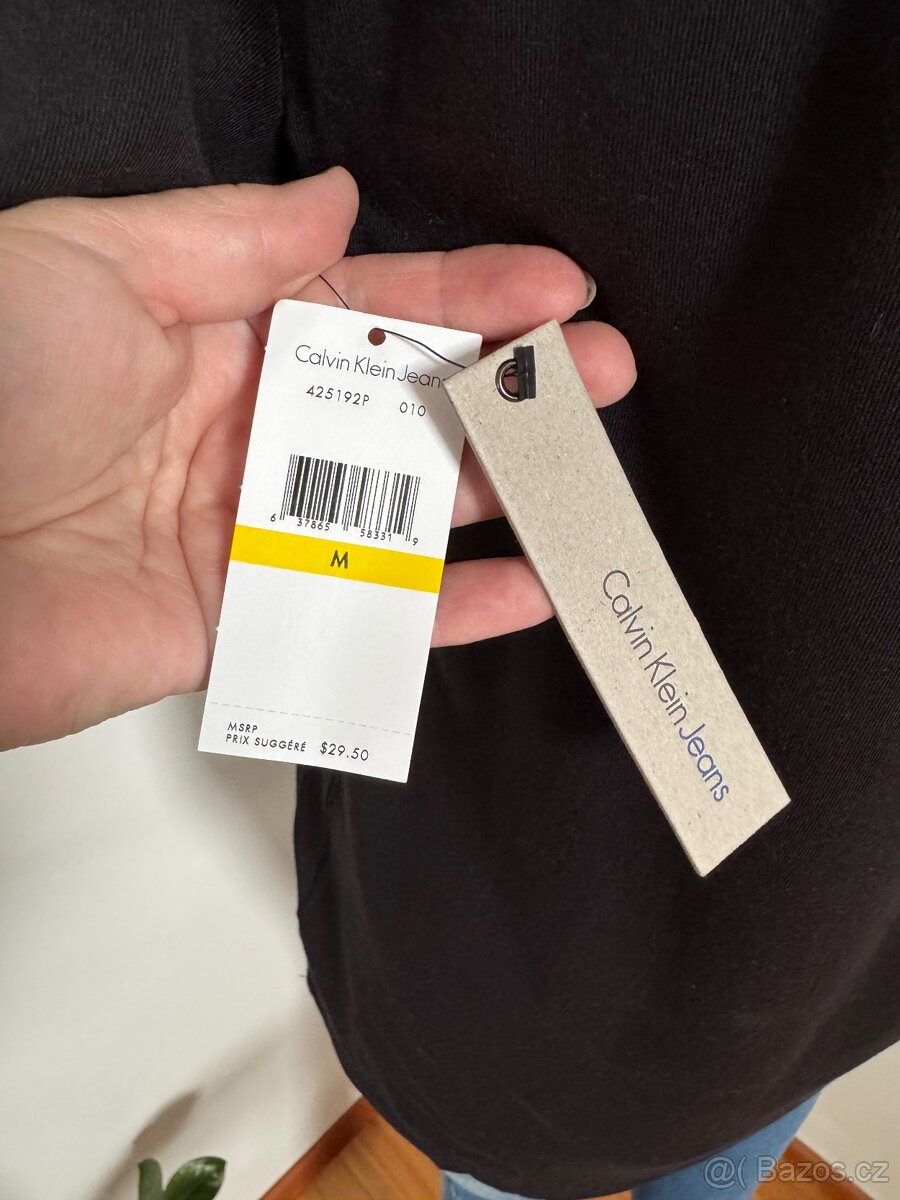 Calvin Klein Jeans
425192P 010
6 37865 58331 9
M
MSRP
PRIX SUGGÉRÉ $29.50
Calvin Klein Jeans
@( Bazos.cz